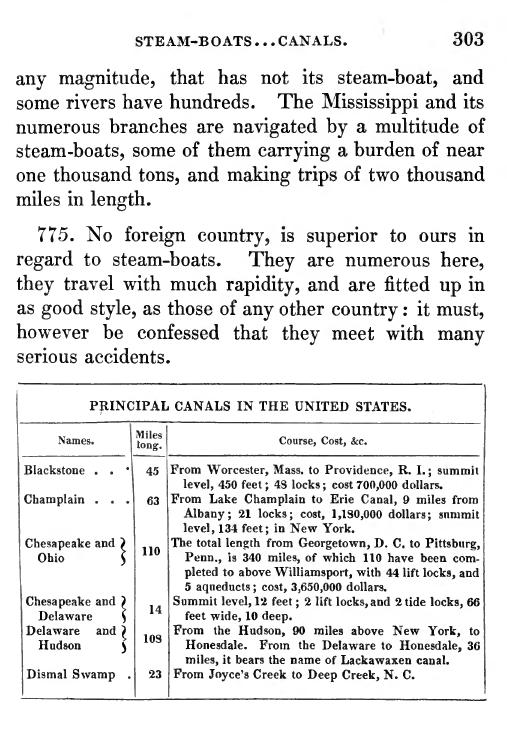 STEAM-BOATS...CANALS. 303
any magnitude, that has not its steam-boat, and
some rivers have hundreds. The Mississippi and its
numerous branches are navigated by a multitude of
steam-boats, some of them carrying a burden of near
one thousand tons, and making trips of two thousand
miles in length.
775. No foreign country, is superior to ours in
regard to steam-boats. They are numerous here,
they travel with much rapidity, and are fitted up in
as good style, as those of any other country: it must,
however be confessed that they meet with many
serious accidents.
PRINCIPAL CANALS IN THE UNITED STATES.
Names. Miles long. Course, Cost, &c.
Blackstone . . . 45 From Worcester, Mass. to Providence, R. I.; summit
level, 450 feet; 48 locks; cost 700,000 dollars.
Champlain . . . 63 From Lake Champlain to Erie Canal, 9 miles from
Albany; 21 locks; cost, 1,180,000 dollars; summit
level, 134 feet; in New York.
Chesapeake and Ohio } 110 The total length from Georgetown, D. C. to Pittsburg,
Penn., is 340 miles, of which 110 have been com-
pleted to above Williamsport, with 44 lift locks, and
5 aqueducts; cost, 3,650,000 dollars.
Chesapeake and Delaware } 14 Summit level, 12 feet; 2 lift locks, and 2 tide locks, 66
feet wide, 10 deep.
Delaware and Hudson } 108 From the Hudson, 90 miles above New York, to
Honesdale. From the Delaware to Honesdale, 36
miles, it bears the name of Lackawaxen canal.
Dismal Swamp . 23 From Joyce's Creek to Deep Creek, N. C.